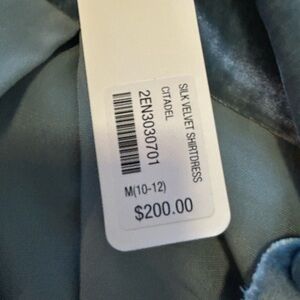 SILK VELVET SHIRTDRESS
CITADEL
2EN3030701
M(10-12)
$200.00